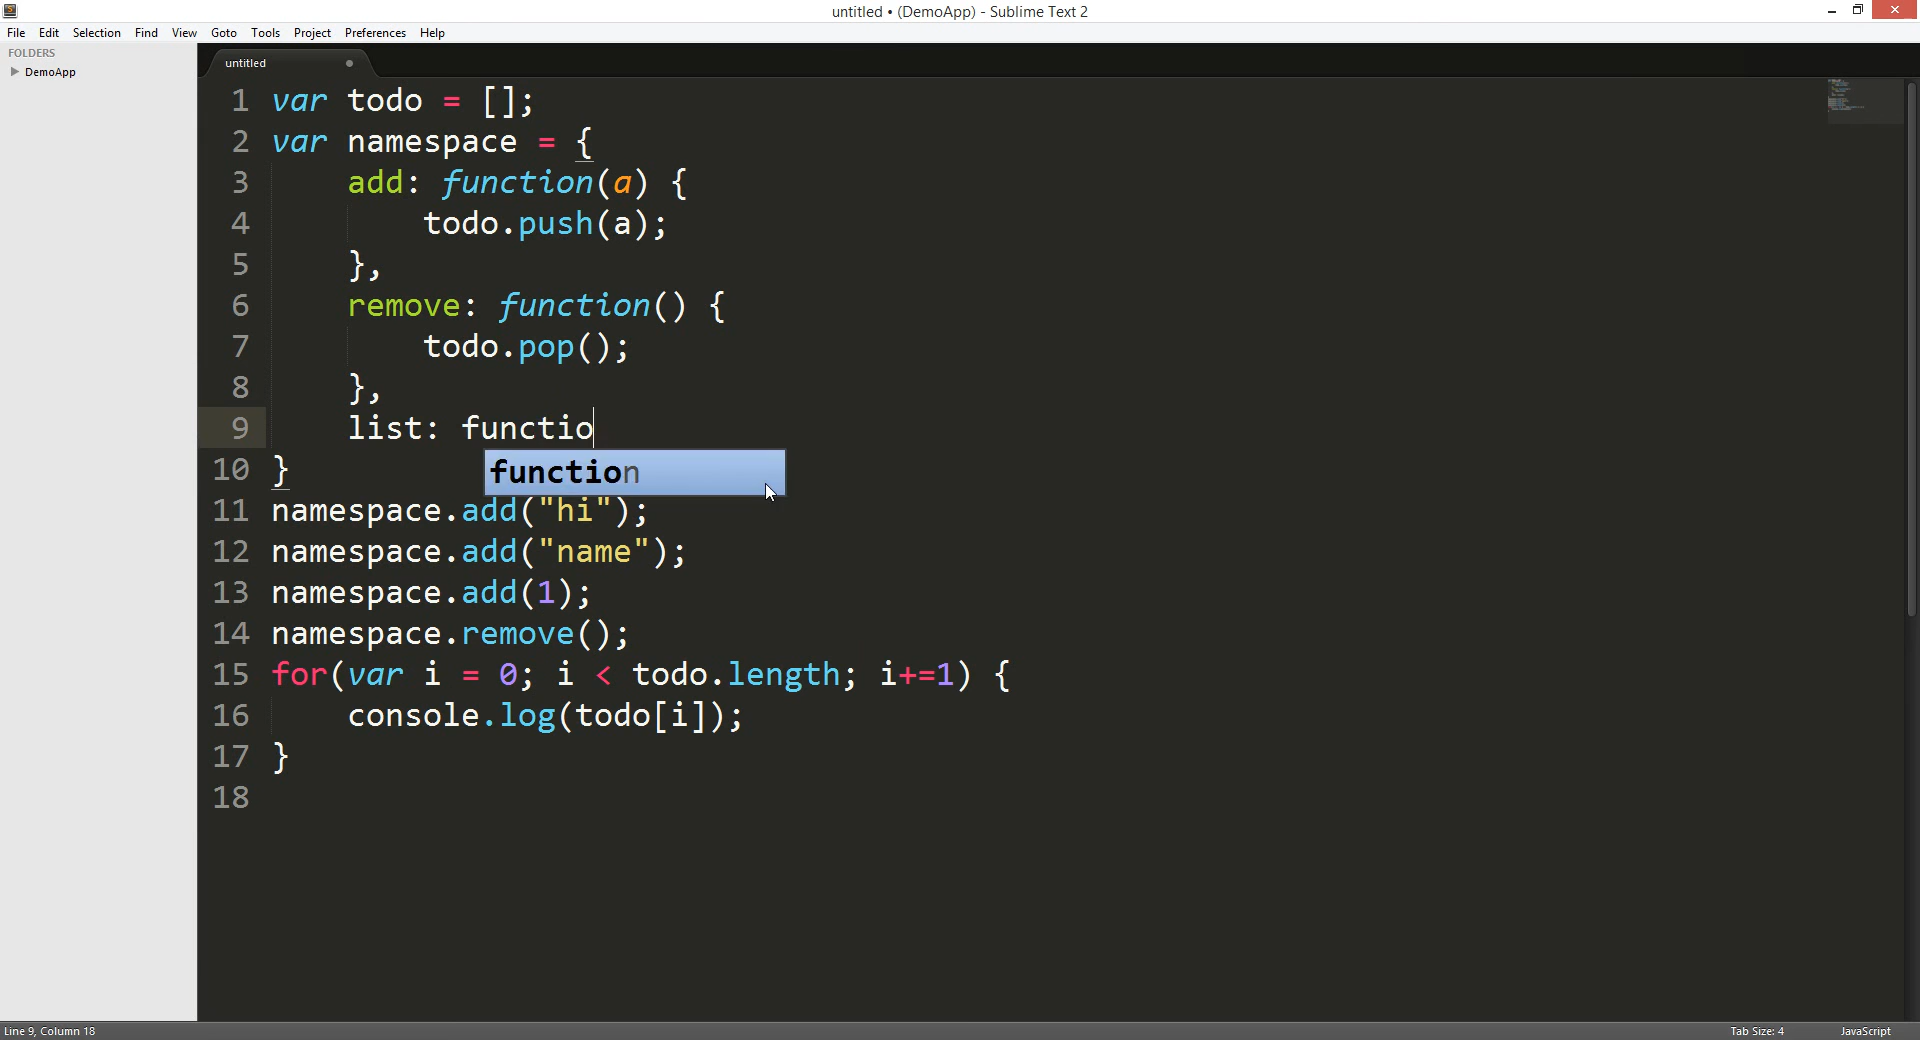 untitled • (DemoApp) - Sublime Text 2
File Edit Selection Find View Goto Tools Project Preferences Help
FOLDERS
DemoApp
untitled
1 var todo = [];
2 var namespace = {
3 add: function(a) {
4 todo.push(a);
5 },
6 remove: function() {
7 todo.pop();
8 },
9 list: functio
function
10 }
11 namespace.add("hi");
12 namespace.add("name");
13 namespace.add(1);
14 namespace.remove();
15 for(var i = 0; i < todo.length; i+=1) {
16 console.log(todo[i]);
17 }
18
Line 9, Column 18
Tab Size: 4
JavaScript